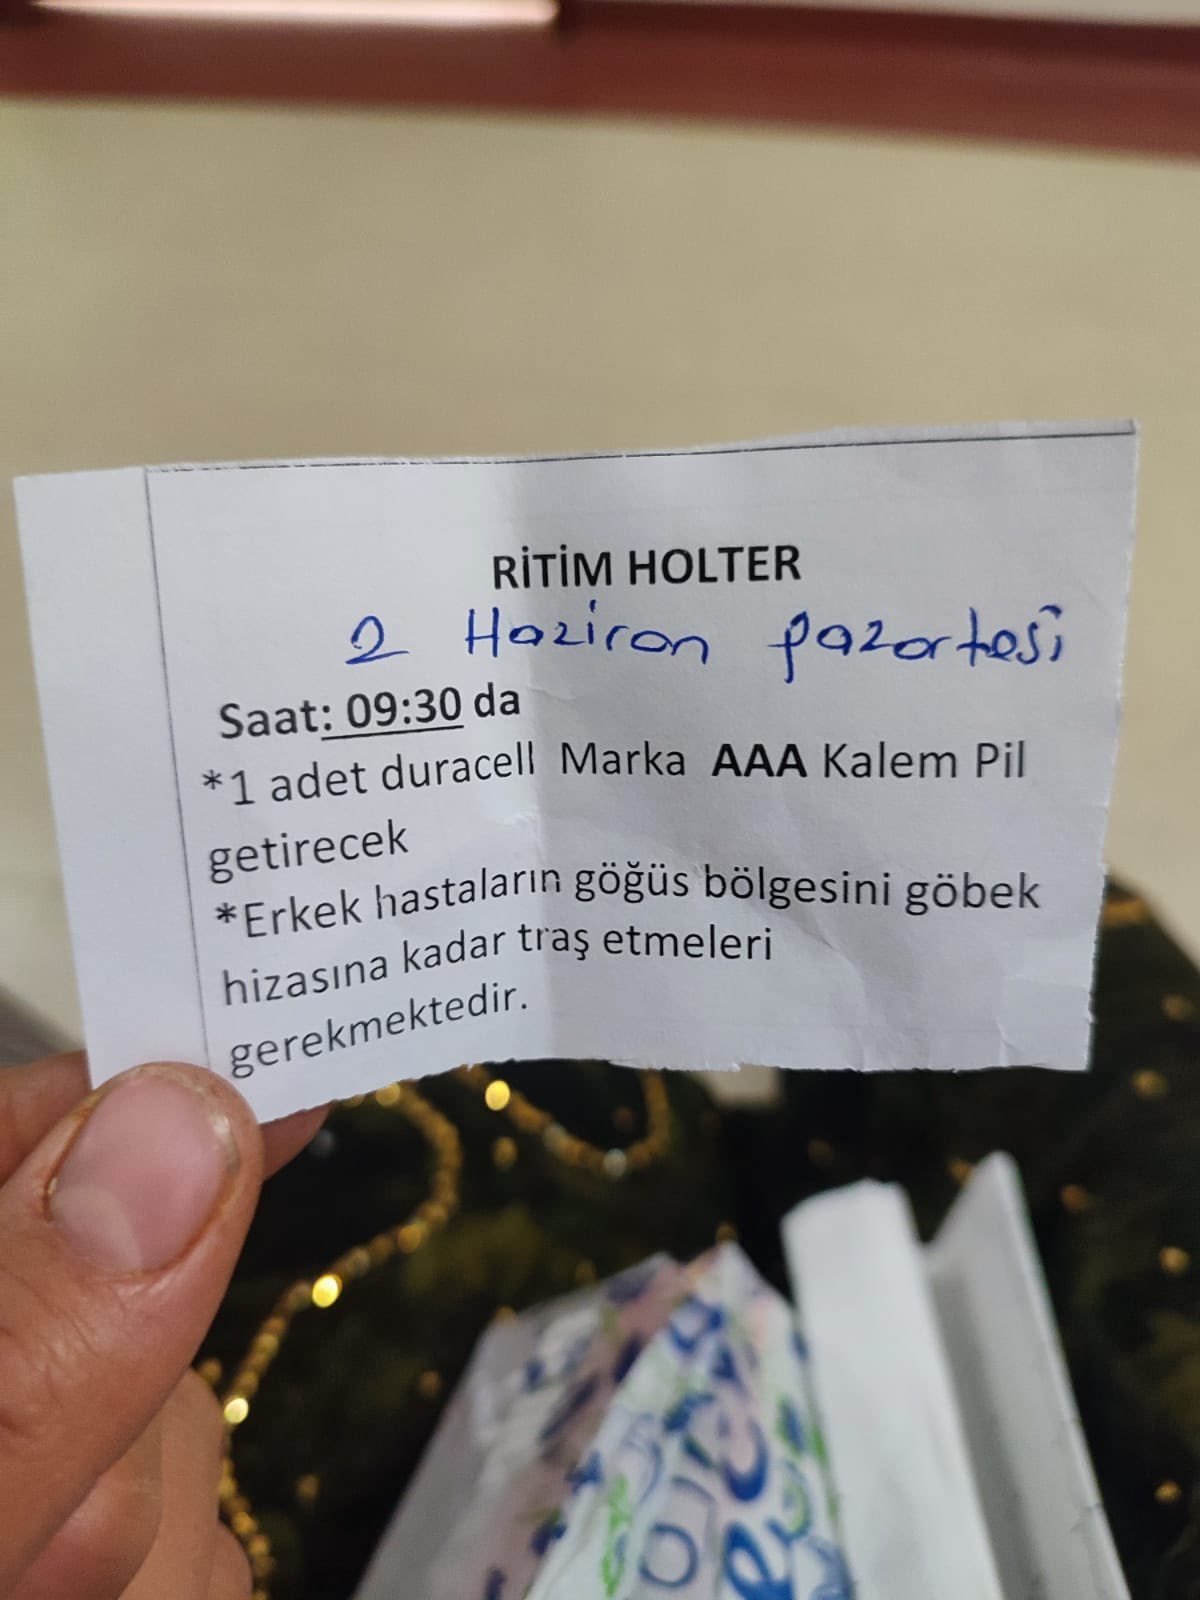 RİTİM HOLTER
2 Haziran pazartesi
Saat: 09:30 da
*1 adet duracell Marka AAA Kalem Pil
getirecek
*Erkek hastaların göğüs bölgesini göbek
hizasına kadar traş etmeleri
gerekmektedir.